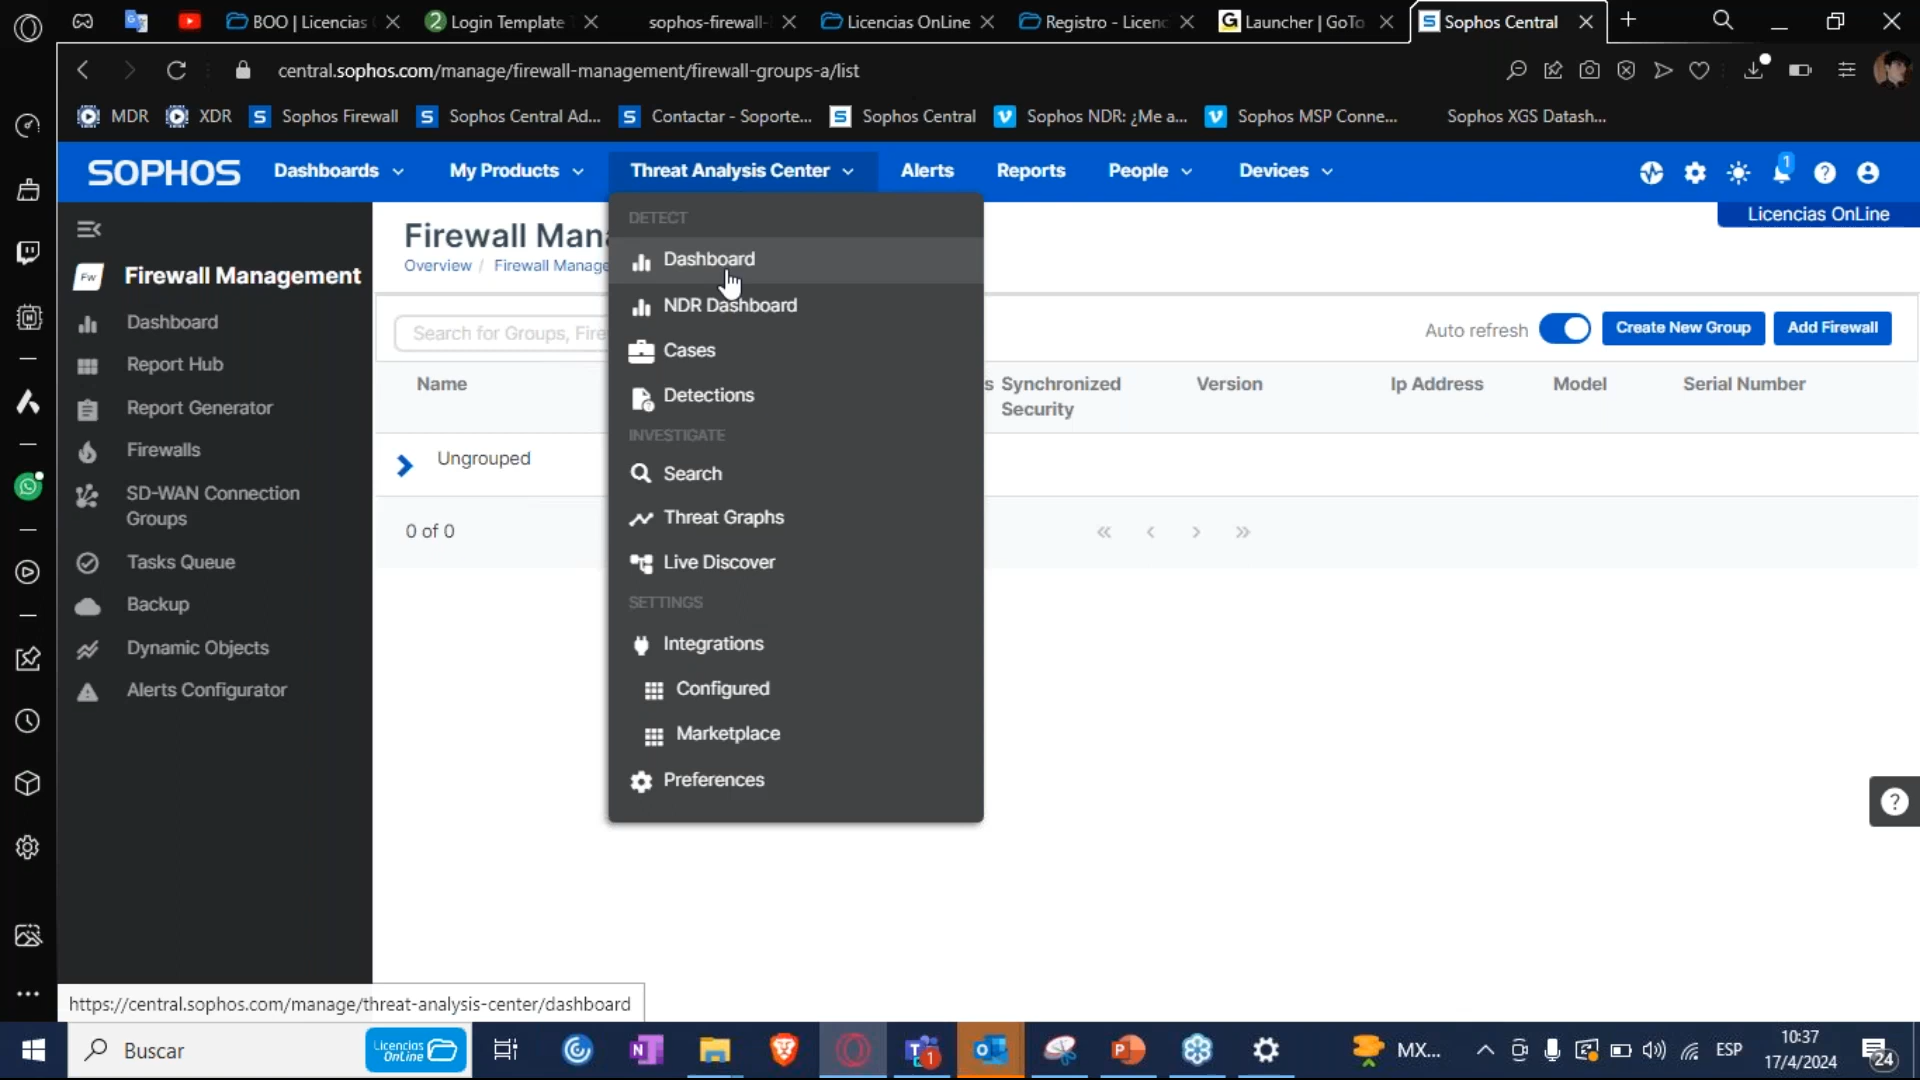 BOO | Licencias
Login Template
sophos-firewall-
Licencias OnLine
Registro - Licenc
Launcher | GoTo
Sophos Central
central.sophos.com/manage/firewall-management/firewall-groups-a/list
MDR
XDR
Sophos Firewall
Sophos Central Ad...
Contactar - Soporte...
Sophos Central
Sophos NDR: ¿Me a...
Sophos MSP Conne...
Sophos XGS Datash...
SOPHOS
Dashboards
My Products
Threat Analysis Center
Alerts
Reports
People
Devices
1
Licencias OnLine
Fw
Firewall Management
Dashboard
Report Hub
Report Generator
Firewalls
SD-WAN Connection
Groups
Tasks Queue
Backup
Dynamic Objects
Alerts Configurator
Firewall Man
Overview / Firewall Manage
Search for Groups, Fire
Auto refresh
Create New Group
Add Firewall
Name
s Synchronized
Security
Version
Ip Address
Model
Serial Number
Ungrouped
0 of 0
« ‹ › »
DETECT
Dashboard
NDR Dashboard
Cases
Detections
INVESTIGATE
Search
Threat Graphs
Live Discover
SETTINGS
Integrations
Configured
Marketplace
Preferences
https://central.sophos.com/manage/threat-analysis-center/dashboard
Buscar
Licencias
OnLine
1
MX...
ESP
10:37
17/4/2024
24